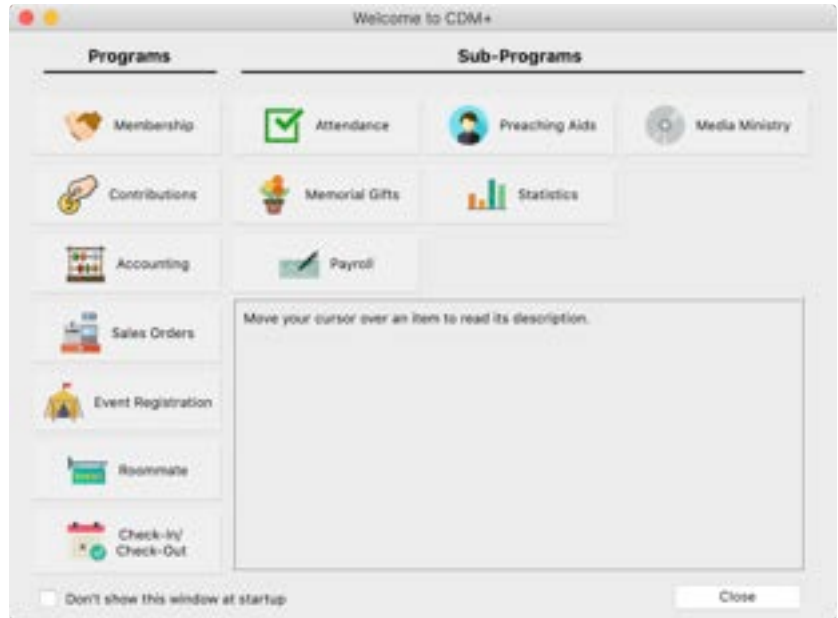 Welcome to CDM+
Programs
Sub-Programs
Membership
Attendance
Preaching Aids
Media Ministry
Contributions
Memorial Gifts
Statistics
Accounting
Payroll
Sales Orders
Move your cursor over an item to read its description.
Event Registration
Roommate
Check-In/
Check-Out
Don't show this window at startup
Close